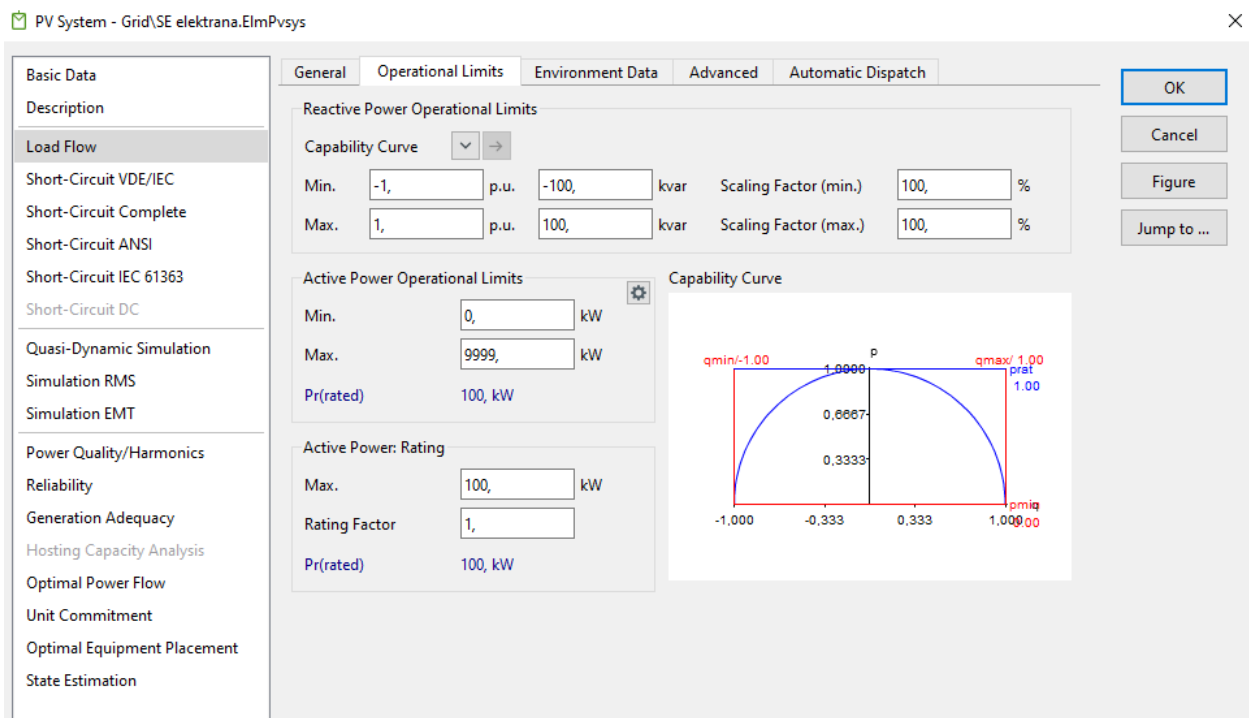 PV System - Grid\SE elektrana.ElmPvsys
Basic Data
Description
Load Flow
Short-Circuit VDE/IEC
Short-Circuit Complete
Short-Circuit ANSI
Short-Circuit IEC 61363
Short-Circuit DC
Quasi-Dynamic Simulation
Simulation RMS
Simulation EMT
Power Quality/Harmonics
Reliability
Generation Adequacy
Hosting Capacity Analysis
Optimal Power Flow
Unit Commitment
Optimal Equipment Placement
State Estimation
General Operational Limits Environment Data Advanced Automatic Dispatch
Reactive Power Operational Limits
Capability Curve
Min. -1, p.u. -100, kvar Scaling Factor (min.) 100, %
Max. 1, p.u. 100, kvar Scaling Factor (max.) 100, %
Active Power Operational Limits
Min. 0, kW
Max. 9999, kW
Pr(rated) 100, kW
Active Power: Rating
Max. 100, kW
Rating Factor 1,
Pr(rated) 100, kW
Capability Curve
p
qmin/-1.00 qmax/ 1.00
1,0000 prat
1.00
0,6667
0,3333
pmin q
-1,000 -0,333 0,333 1,000 0.00
OK
Cancel
Figure
Jump to ...